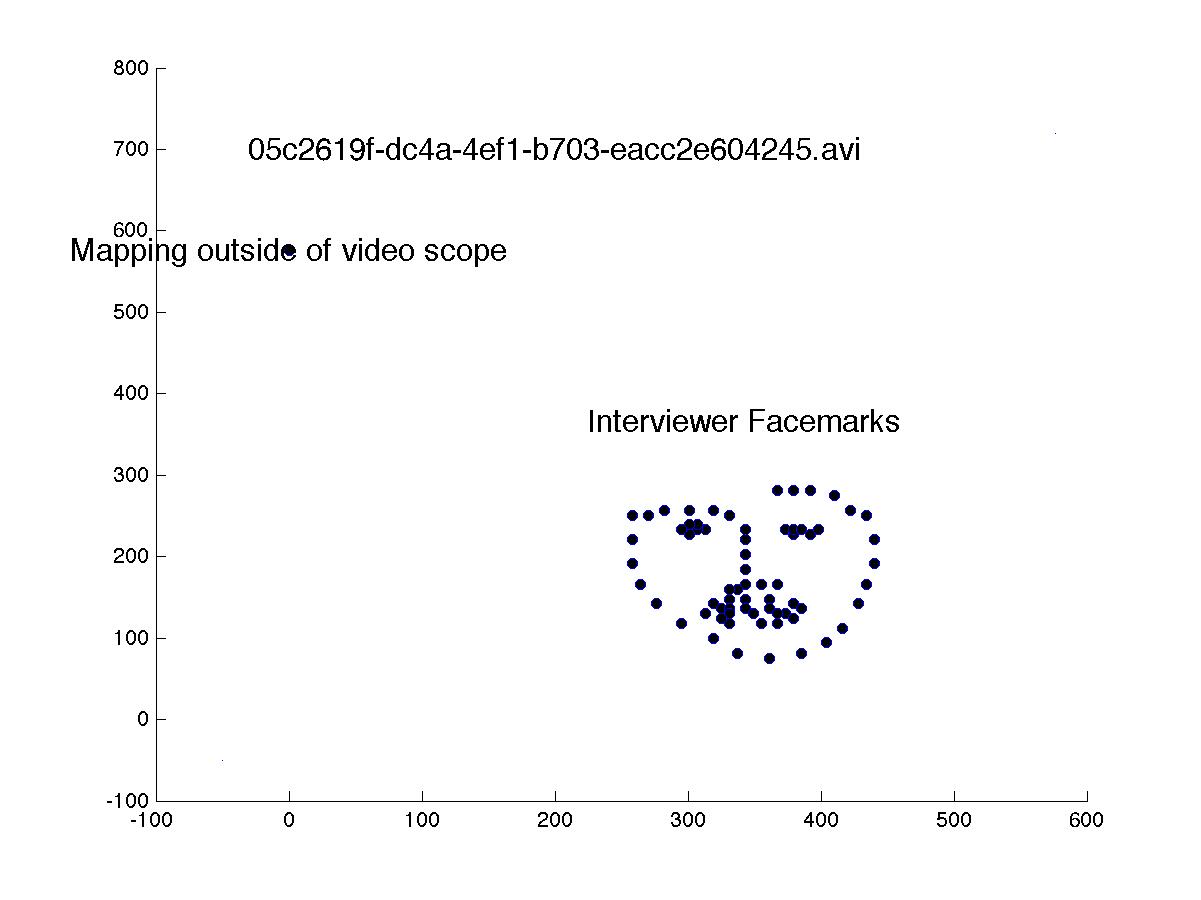 800
05c2619f-dc4a-4ef1-b703-eacc2e604245.avi
700
600
Mapping outside of video scope
500
400
Interviewer Facemarks
300
200
100
0
-100
-100 0 100 200 300 400 500 600